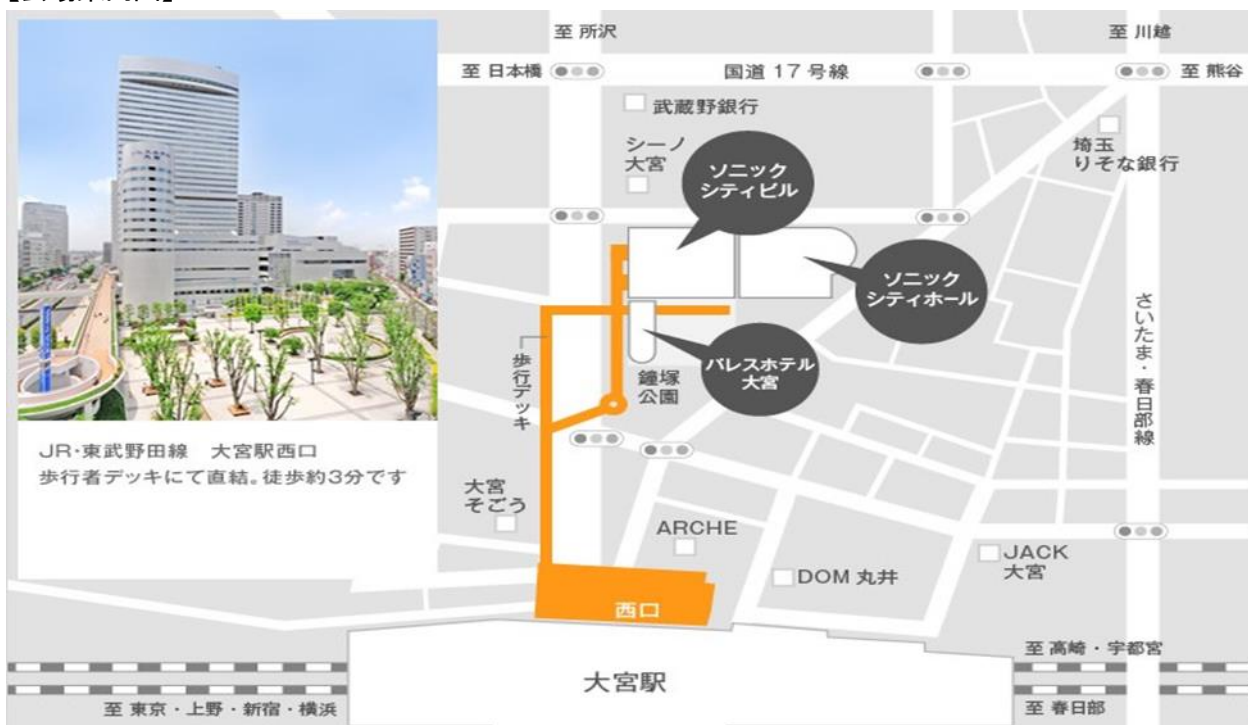 至 所沢
至 川越
至 日本橋
国道 17 号線
至 熊谷
武蔵野銀行
シーノ
大宮
埼玉
りそな銀行
ソニック
シティビル
ソニック
シティホール
パレスホテル
大宮
鐘塚
公園
歩行デッキ
さいたま・春日部線
JR・東武野田線　大宮駅西口
歩行者デッキにて直結。徒歩約3分です
大宮
そごう
ARCHE
DOM 丸井
JACK
大宮
西口
大宮駅
至 高崎・宇都宮
至 東京・上野・新宿・横浜
至 春日部